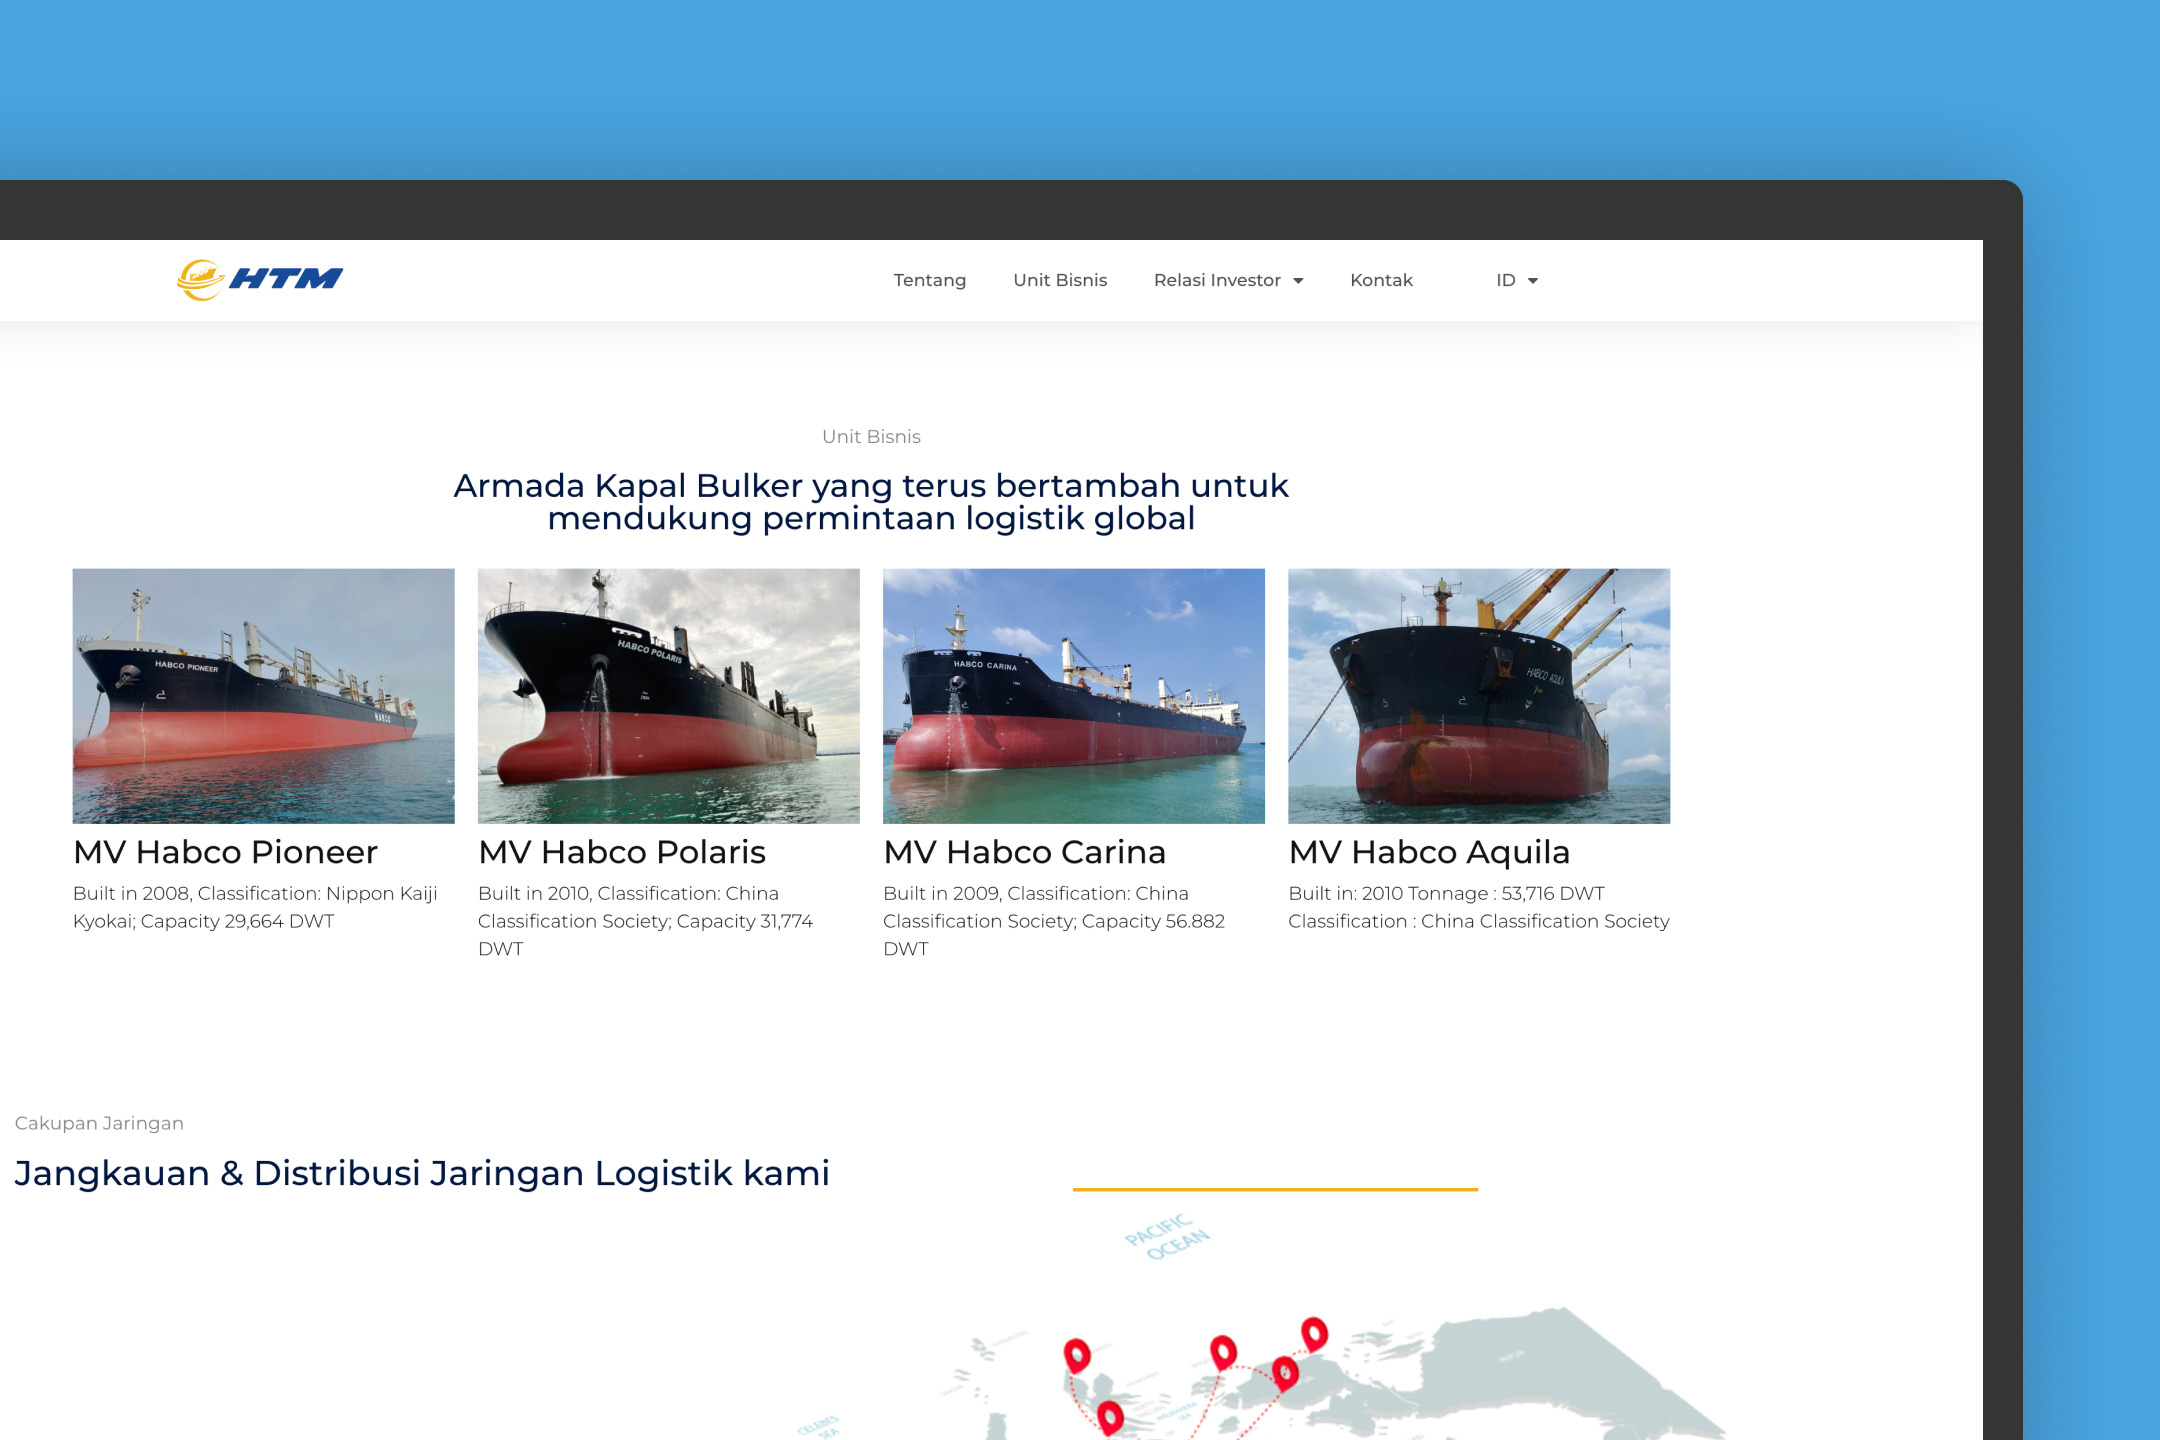 HTM
Tentang Unit Bisnis Relasi Investor Kontak ID
Unit Bisnis
Armada Kapal Bulker yang terus bertambah untuk
mendukung permintaan logistik global
HABCO PIONEER
HABCO
HABCO POLARIS
HABCO CARINA
HABCO AQUILA
MV Habco Pioneer
Built in 2008, Classification: Nippon Kaiji
Kyokai; Capacity 29,664 DWT
MV Habco Polaris
Built in 2010, Classification: China
Classification Society; Capacity 31,774
DWT
MV Habco Carina
Built in 2009, Classification: China
Classification Society; Capacity 56.882
DWT
MV Habco Aquila
Built in: 2010 Tonnage : 53,716 DWT
Classification : China Classification Society
Cakupan Jaringan
Jangkauan & Distribusi Jaringan Logistik kami
PACIFIC
OCEAN
HALMAHERA
SEA
PAPUA
CELEBES
SEA